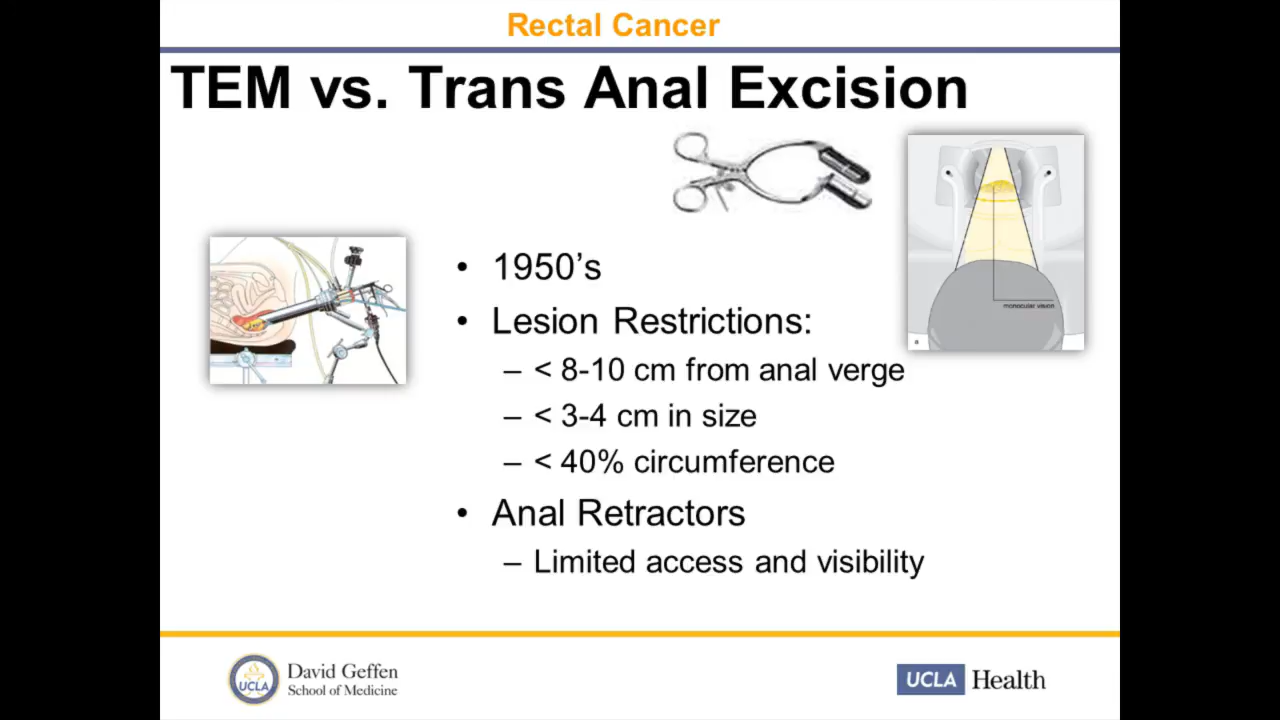 Rectal Cancer
TEM vs. Trans Anal Excision
monocular vision
a
• 1950’s
• Lesion Restrictions:
– < 8-10 cm from anal verge
– < 3-4 cm in size
– < 40% circumference
• Anal Retractors
– Limited access and visibility
UCLA
David Geffen
School of Medicine
UCLA Health